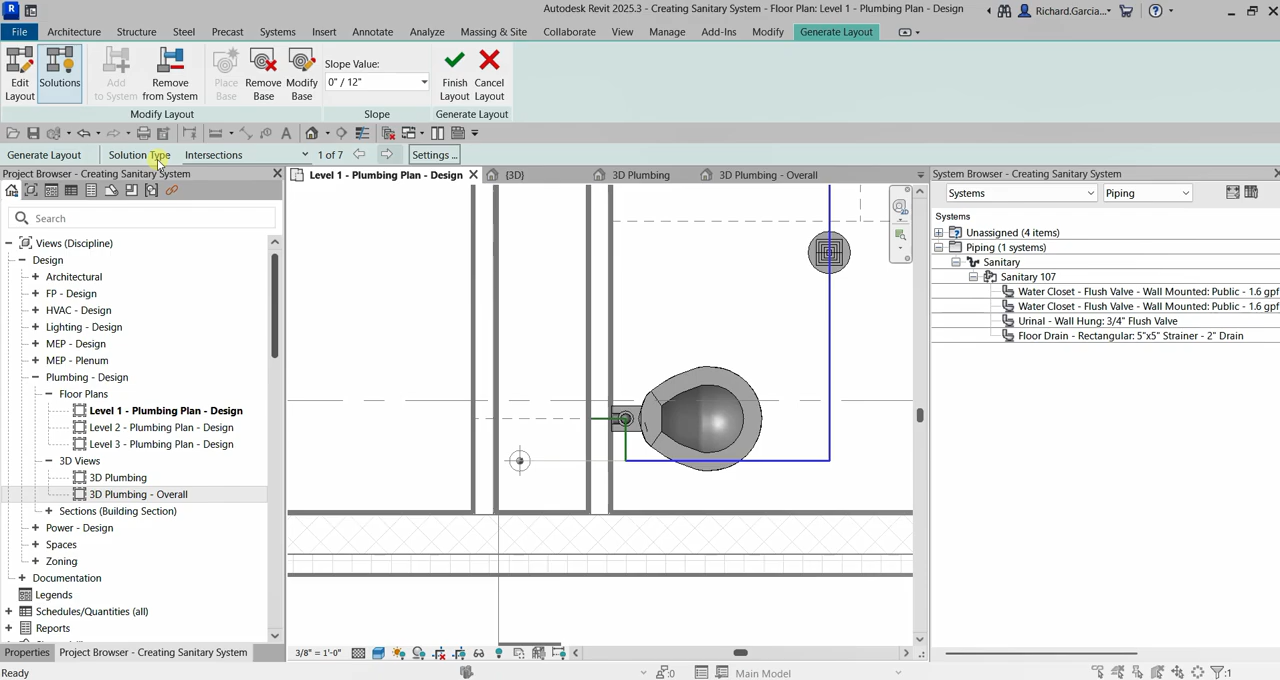 Autodesk Revit 2025.3 - Creating Sanitary System - Floor Plan: Level 1 - Plumbing Plan - Design
Richard.Garcia...
File Architecture Structure Steel Precast Systems Insert Annotate Analyze Massing & Site Collaborate View Manage Add-Ins Modify Generate Layout
Edit Layout
Solutions
Add to System
Remove from System
Place Base
Remove Base
Modify Base
Slope Value:
0" / 12"
Finish Layout
Cancel Layout
Modify Layout Slope Generate Layout
Generate Layout Solution Type Intersections 1 of 7 Settings ...
Project Browser - Creating Sanitary System
Search
Views (Discipline)
Design
Architectural
FP - Design
HVAC - Design
Lighting - Design
MEP - Design
MEP - Plenum
Plumbing - Design
Floor Plans
Level 1 - Plumbing Plan - Design
Level 2 - Plumbing Plan - Design
Level 3 - Plumbing Plan - Design
3D Views
3D Plumbing
3D Plumbing - Overall
Sections (Building Section)
Power - Design
Spaces
Zoning
Documentation
Legends
Schedules/Quantities (all)
Reports
Properties Project Browser - Creating Sanitary System
Level 1 - Plumbing Plan - Design {3D} 3D Plumbing 3D Plumbing - Overall
3/8" = 1'-0"
System Browser - Creating Sanitary System
Systems Piping
Systems
Unassigned (4 items)
Piping (1 systems)
Sanitary
Sanitary 107
Water Closet - Flush Valve - Wall Mounted: Public - 1.6 gpf
Water Closet - Flush Valve - Wall Mounted: Public - 1.6 gpf
Urinal - Wall Hung: 3/4" Flush Valve
Floor Drain - Rectangular: 5"x5" Strainer - 2" Drain
Ready :0 Main Model :1